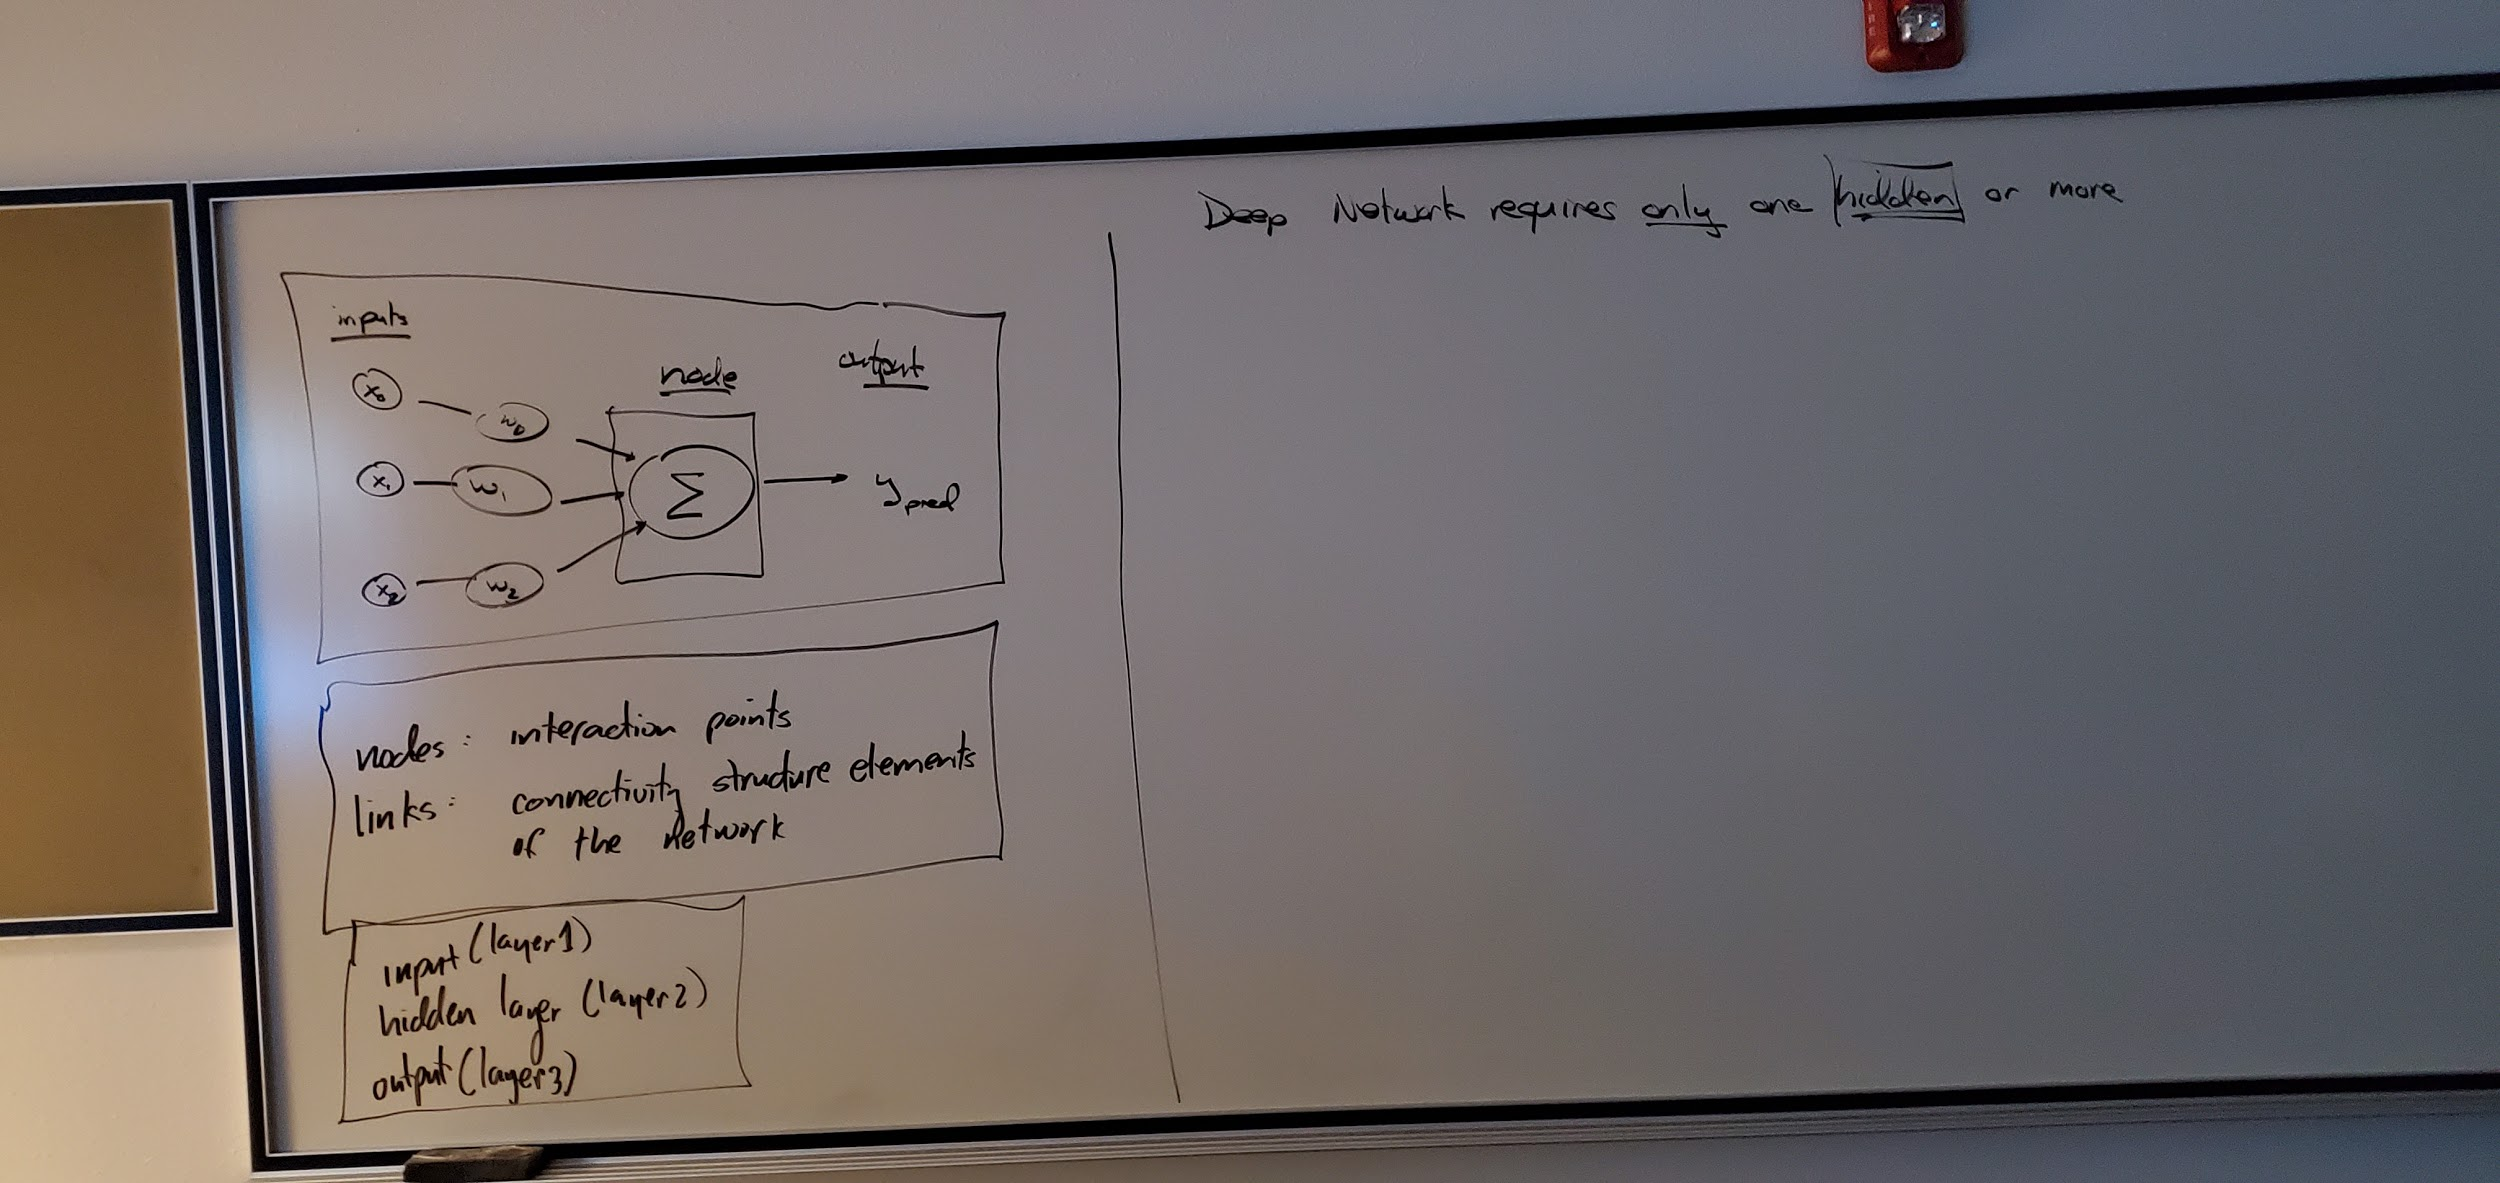 inputs
node
output
x₀
w₀
x₁
w₁
Σ
y pred
x₂
w₂
nodes: interaction points
links: connectivity structure elements
of the network
input (layer1)
hidden layer (layer2)
output (layer3)
Deep Network requires only one hidden or more